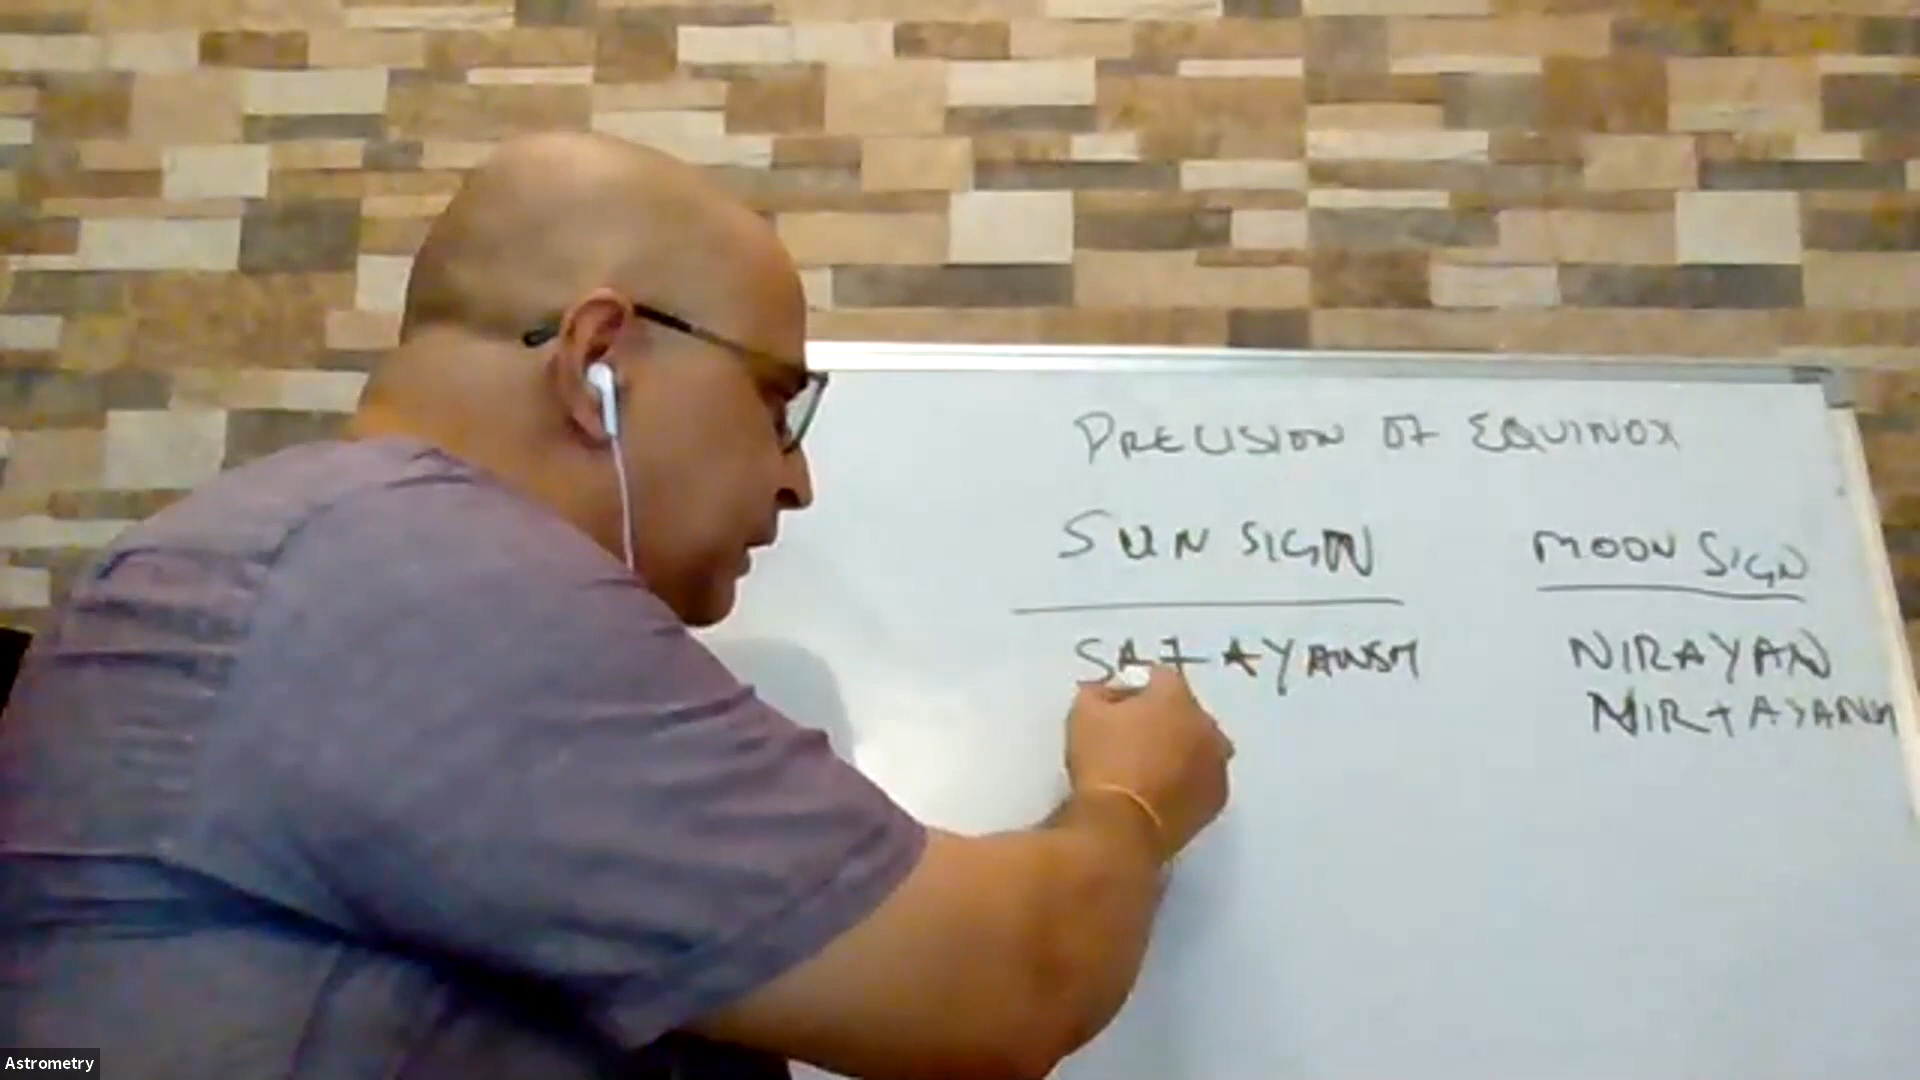 PRECISION OF EQUINOX
SUN SIGN
MOON SIGN
SA+AYANSH
NIRAYAN
NIR+AYANSH
Astrometry